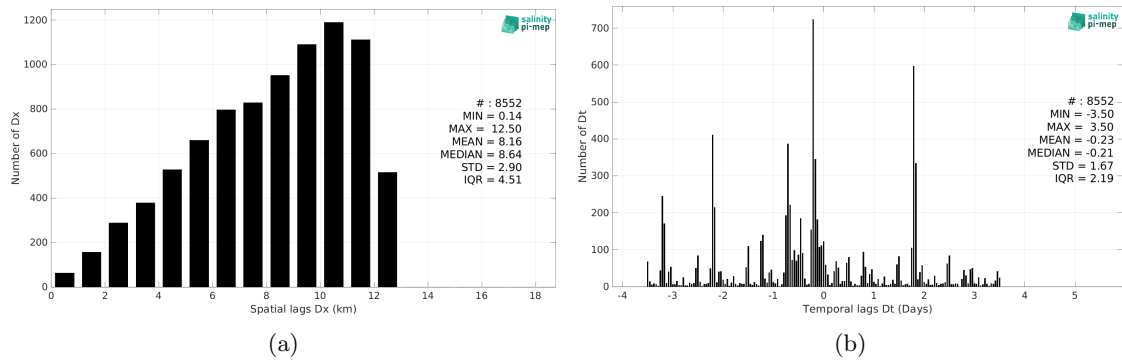 1200
1000
800
600
400
200
0
Number of Dx
0 2 4 6 8 10 12 14 16 18
Spatial lags Dx (km)
salinity
pi-mep
# : 8552
MIN = 0.14
MAX = 12.50
MEAN = 8.16
MEDIAN = 8.64
STD = 2.90
IQR = 4.51
(a)
700
600
500
400
300
200
100
0
Number of Dt
-4 -3 -2 -1 0 1 2 3 4 5
Temporal lags Dt (Days)
salinity
pi-mep
# : 8552
MIN = -3.50
MAX = 3.50
MEAN = -0.23
MEDIAN = -0.21
STD = 1.67
IQR = 2.19
(b)